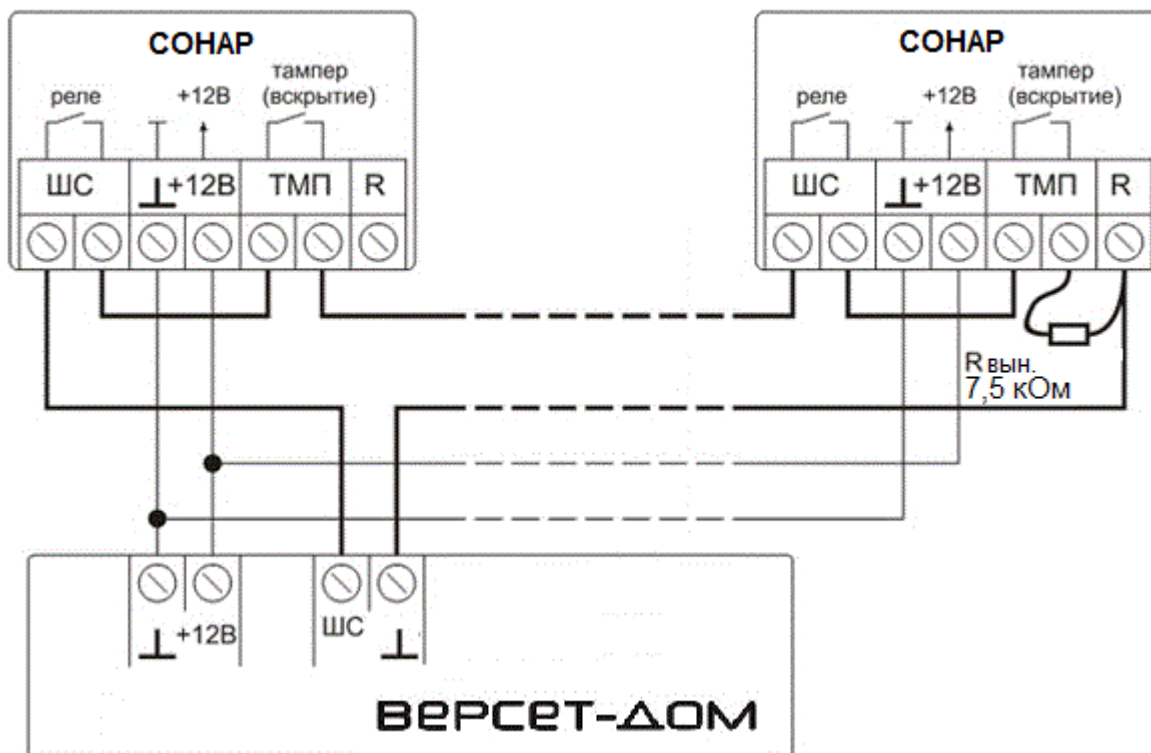 СОНАР
СОНАР
тампер
реле
+12В
(вскрытие)
тампер
реле
+12В
(вскрытие)
ШС
+12В
ТМП
R
ШС
+12В
ТМП
R
R вын.
7,5 кОм
+12В
ШС
ВЕРСЕТ-ДОМ